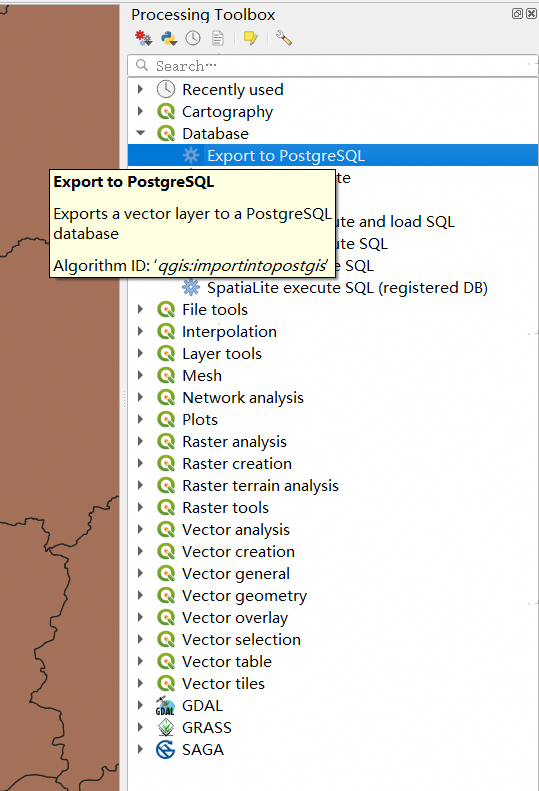 Processing Toolbox
Search…
Recently used
Cartography
Database
Export to PostgreSQL
Export to PostgreSQL
Exports a vector layer to a PostgreSQL
database
Algorithm ID: 'qgis:importintopostgis'
and load SQL
SQL
SQL
SpatiaLite execute SQL (registered DB)
File tools
Interpolation
Layer tools
Mesh
Network analysis
Plots
Raster analysis
Raster creation
Raster terrain analysis
Raster tools
Vector analysis
Vector creation
Vector general
Vector geometry
Vector overlay
Vector selection
Vector table
Vector tiles
GDAL
GRASS
SAGA